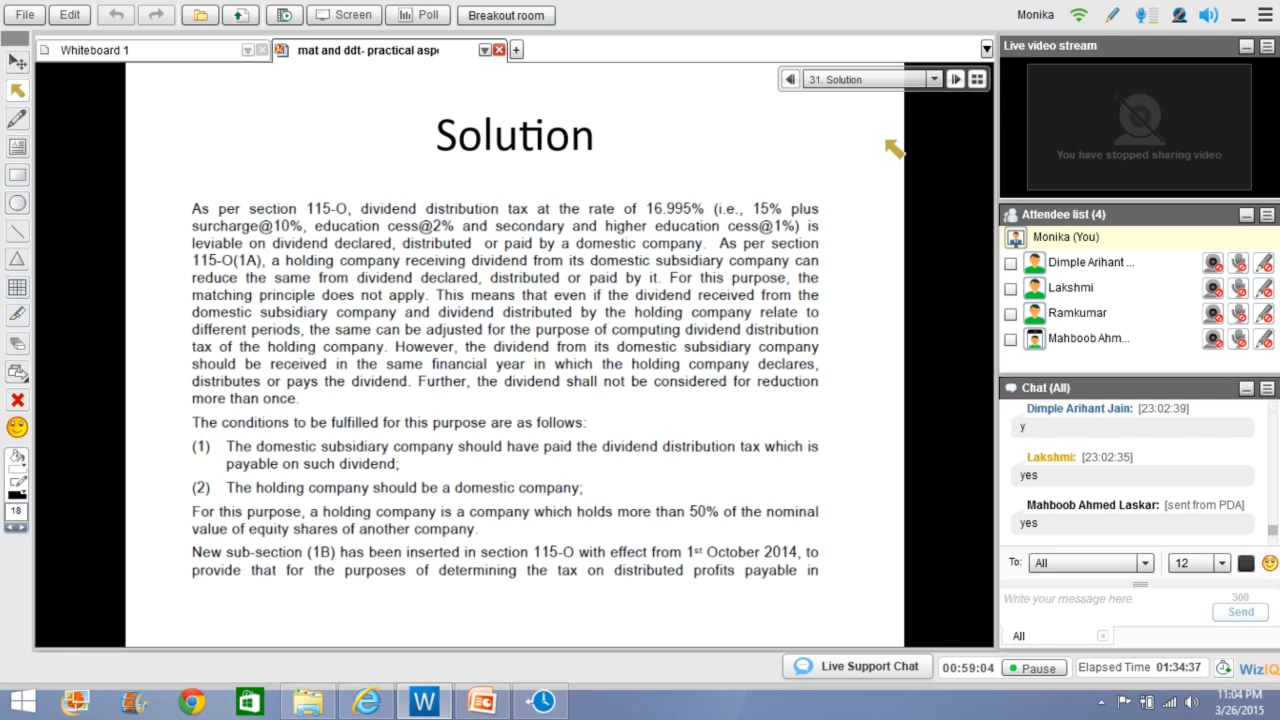 File
Edit
Screen
Poll
Breakout room
Monika
Whiteboard 1
mat and ddt- practical aspe
31. Solution
Solution
As per section 115-O, dividend distribution tax at the rate of 16.995% (i.e., 15% plus
surcharge@10%, education cess@2% and secondary and higher education cess@1%) is
leviable on dividend declared, distributed or paid by a domestic company. As per section
115-O(1A), a holding company receiving dividend from its domestic subsidiary company can
reduce the same from dividend declared, distributed or paid by it. For this purpose, the
matching principle does not apply. This means that even if the dividend received from the
domestic subsidiary company and dividend distributed by the holding company relate to
different periods, the same can be adjusted for the purpose of computing dividend distribution
tax of the holding company. However, the dividend from its domestic subsidiary company
should be received in the same financial year in which the holding company declares,
distributes or pays the dividend. Further, the dividend shall not be considered for reduction
more than once.
The conditions to be fulfilled for this purpose are as follows:
(1) The domestic subsidiary company should have paid the dividend distribution tax which is
payable on such dividend;
(2) The holding company should be a domestic company;
For this purpose, a holding company is a company which holds more than 50% of the nominal
value of equity shares of another company.
New sub-section (1B) has been inserted in section 115-O with effect from 1st October 2014, to
provide that for the purposes of determining the tax on distributed profits payable in
18
Live video stream
You have stopped sharing video
Attendee list (4)
Monika (You)
Dimple Arihant ...
Lakshmi
Ramkumar
Mahboob Ahm...
Chat (All)
Dimple Arihant Jain: [23:02:39]
y
Lakshmi: [23:02:35]
yes
Mahboob Ahmed Laskar: [sent from PDA]
yes
To: All 12
Write your message here. 300
Send
All
Live Support Chat
00:59:04
Pause
Elapsed Time 01:34:37
WizIQ
11:04 PM
3/26/2015